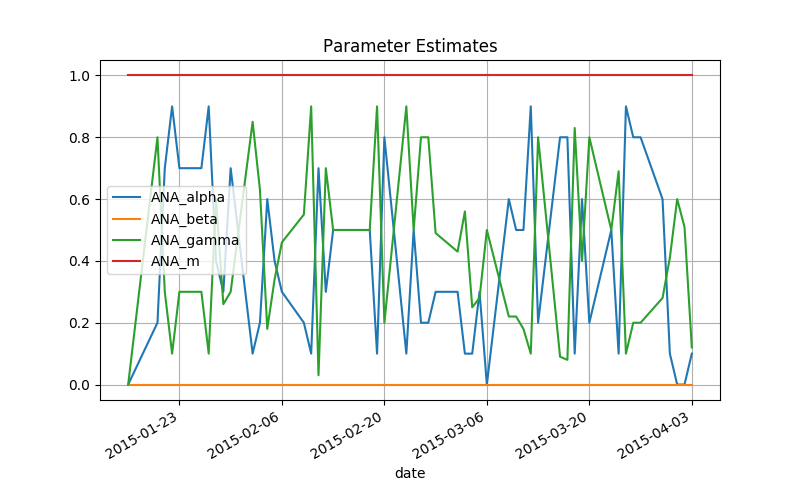 Parameter Estimates
1.0
0.8
0.6
0.4
0.2
0.0
ANA_alpha
ANA_beta
ANA_gamma
ANA_m
2015-01-23
2015-02-06
2015-02-20
2015-03-06
2015-03-20
2015-04-03
date